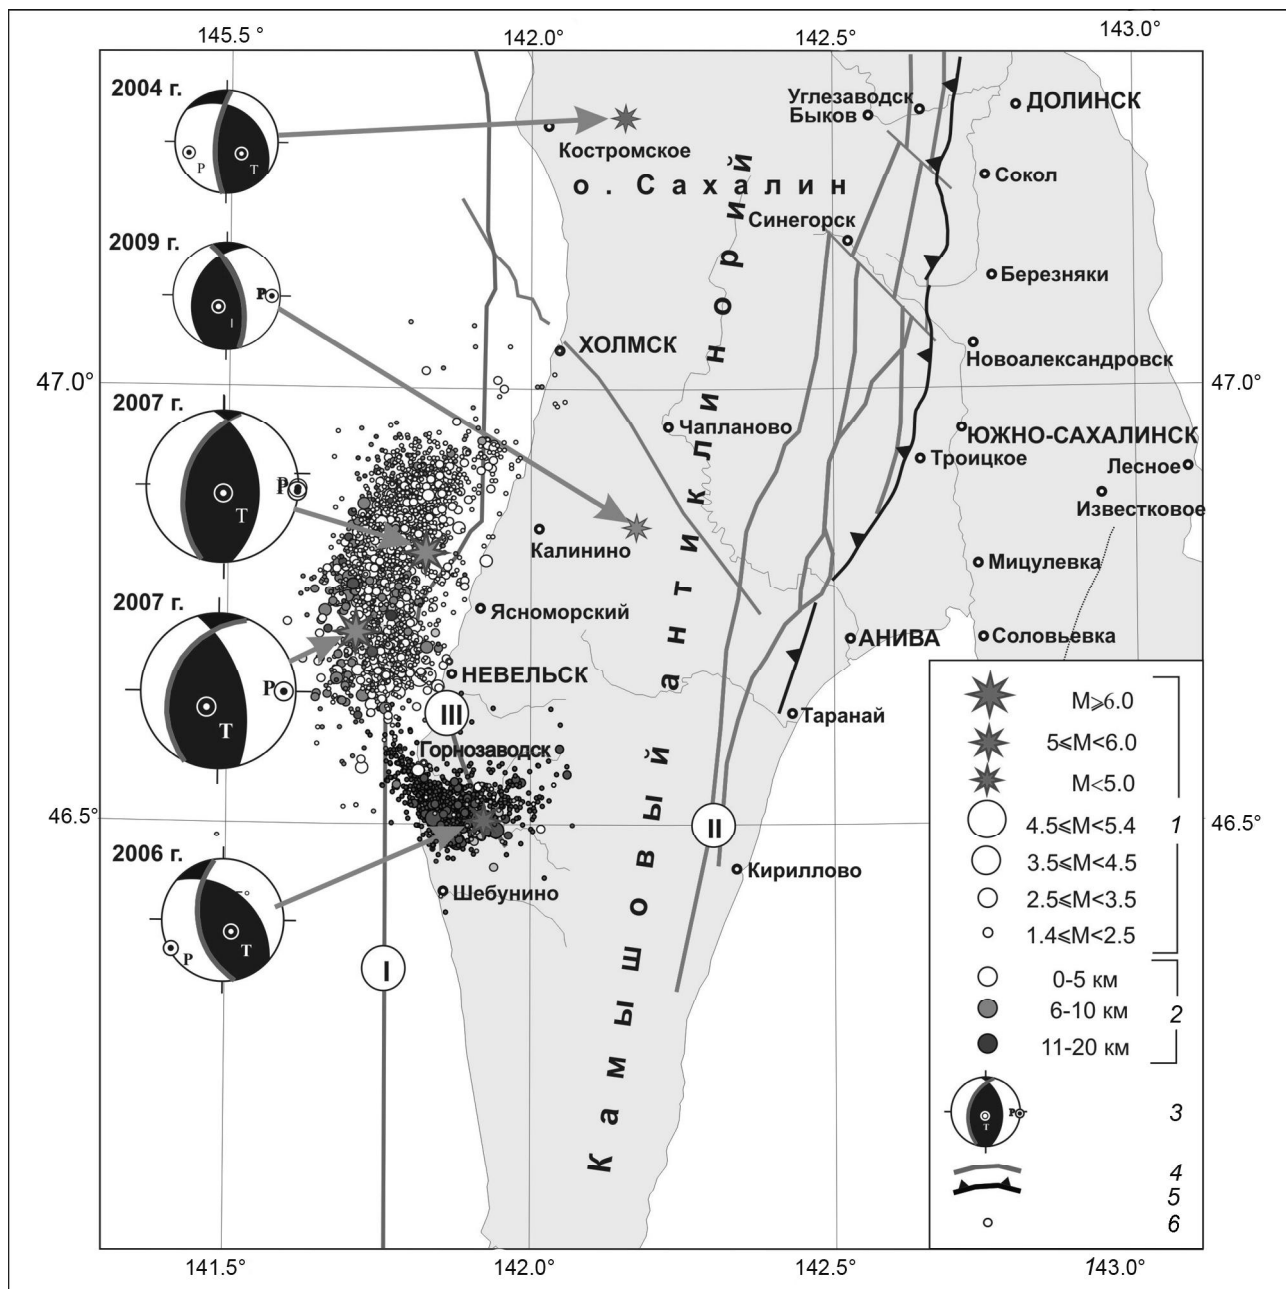 145.5 °
142.0 °
142.5 °
143.0 °
2004 г.
P
T
Углезаводск
Быков
ДОЛИНСК
Костромское
о. Сахалин
Сокол
Синегорск
2009 г.
P
Березняки
ХОЛМСК
Новоалександровск
47.0°
47.0°
2007 г.
P
T
Чапланово
ЮЖНО-САХАЛИНСК
Троицкое
Лесное
Известковое
Калинино
Мицулевка
2007 г.
P
T
Ясноморский
АНИВА
Соловьевка
НЕВЕЛЬСК
III
Горнозаводск
Таранай
Камышовый антиклинорий
46.5°
46.5°
II
2006 г.
P
T
Шебунино
Кириллово
I
M⩾6.0
5⩽M<6.0
M<5.0
4.5⩽M<5.4
1
3.5⩽M<4.5
2.5⩽M<3.5
1.4⩽M<2.5
0-5 км
6-10 км
2
11-20 км
P
T
3
4
5
6
141.5°
142.0°
142.5°
143.0°